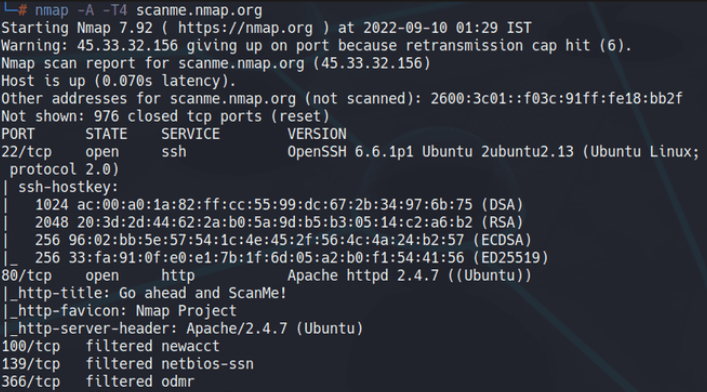 └─# nmap -A -T4 scanme.nmap.org
Starting Nmap 7.92 ( https://nmap.org ) at 2022-09-10 01:29 IST
Warning: 45.33.32.156 giving up on port because retransmission cap hit (6).
Nmap scan report for scanme.nmap.org (45.33.32.156)
Host is up (0.070s latency).
Other addresses for scanme.nmap.org (not scanned): 2600:3c01::f03c:91ff:fe18:bb2f
Not shown: 976 closed tcp ports (reset)
PORT    STATE    SERVICE     VERSION
22/tcp  open     ssh         OpenSSH 6.6.1p1 Ubuntu 2ubuntu2.13 (Ubuntu Linux;
 protocol 2.0)
| ssh-hostkey:
|   1024 ac:00:a0:1a:82:ff:cc:55:99:dc:67:2b:34:97:6b:75 (DSA)
|   2048 20:3d:2d:44:62:2a:b0:5a:9d:b5:b3:05:14:c2:a6:b2 (RSA)
|   256 96:02:bb:5e:57:54:1c:4e:45:2f:56:4c:4a:24:b2:57 (ECDSA)
|_  256 33:fa:91:0f:e0:e1:7b:1f:6d:05:a2:b0:f1:54:41:56 (ED25519)
80/tcp  open     http        Apache httpd 2.4.7 ((Ubuntu))
|_http-title: Go ahead and ScanMe!
|_http-favicon: Nmap Project
|_http-server-header: Apache/2.4.7 (Ubuntu)
100/tcp filtered newacct
139/tcp filtered netbios-ssn
366/tcp filtered odmr